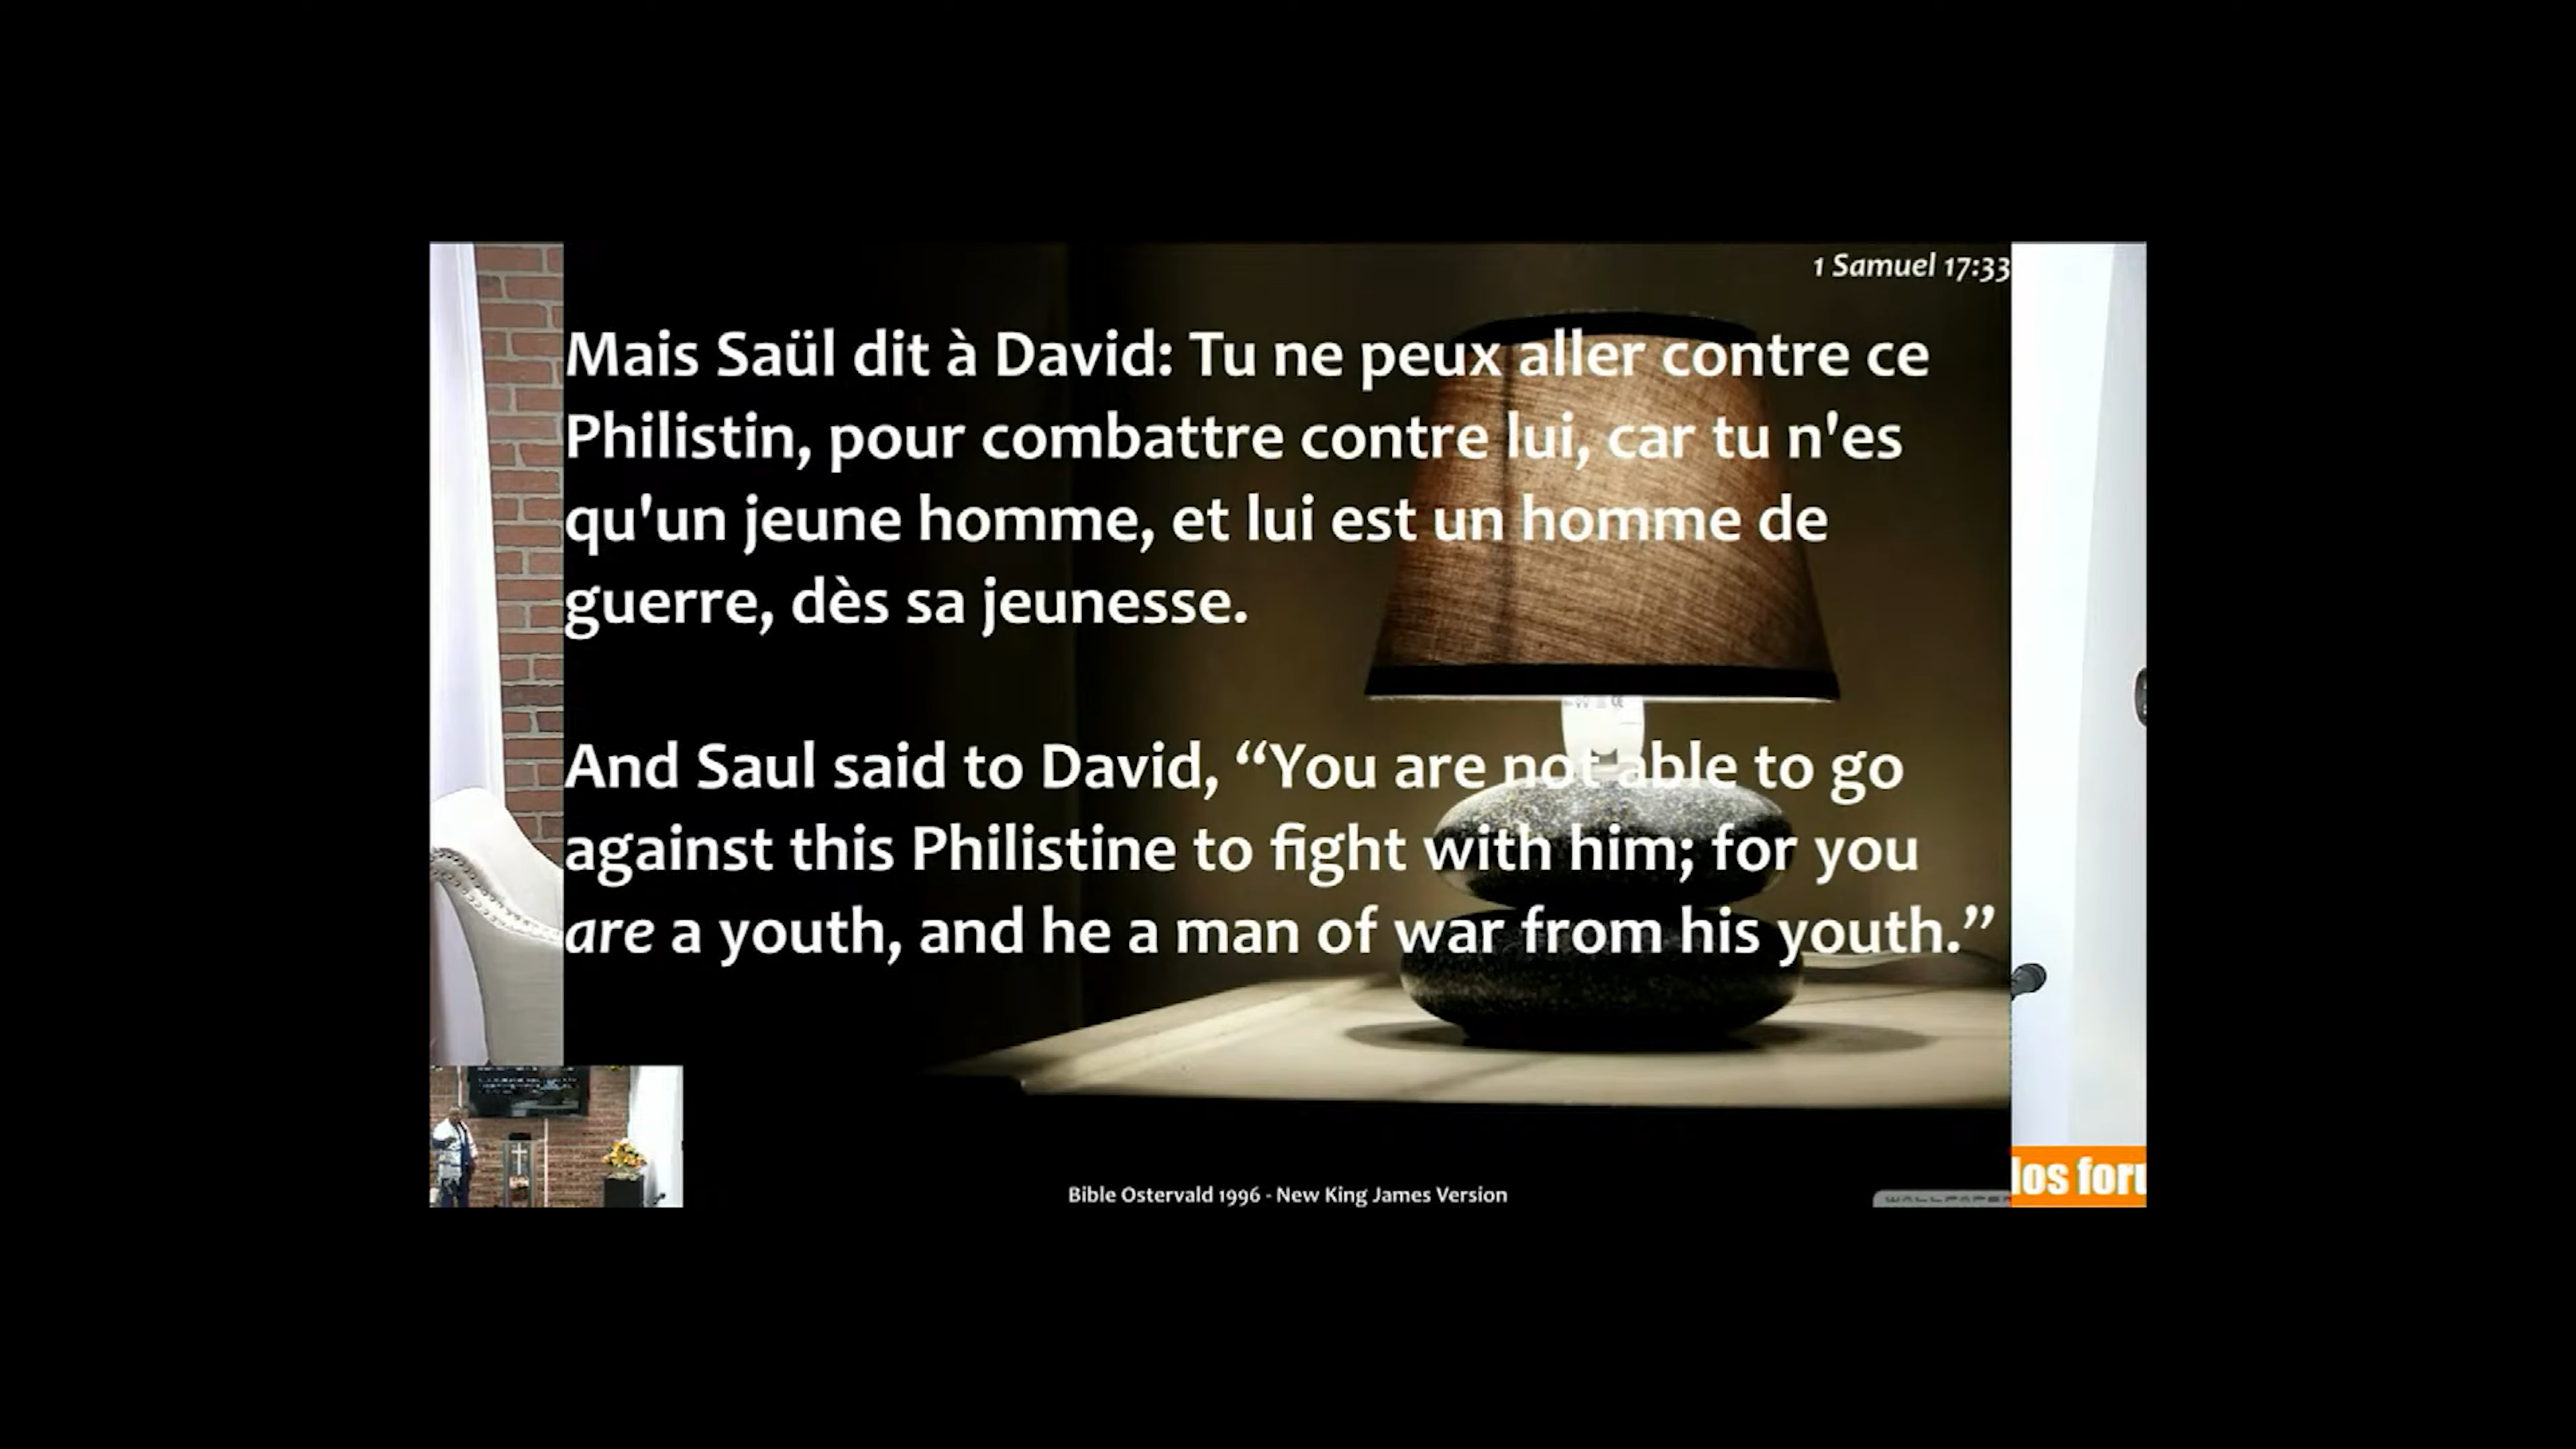 1 Samuel 17:33
Mais Saül dit à David: Tu ne peux aller contre ce
Philistin, pour combattre contre lui, car tu n'es
qu'un jeune homme, et lui est un homme de
guerre, dès sa jeunesse.
And Saul said to David, “You are not able to go
against this Philistine to fight with him; for you
are a youth, and he a man of war from his youth.”
Bible Ostervald 1996 - New King James Version